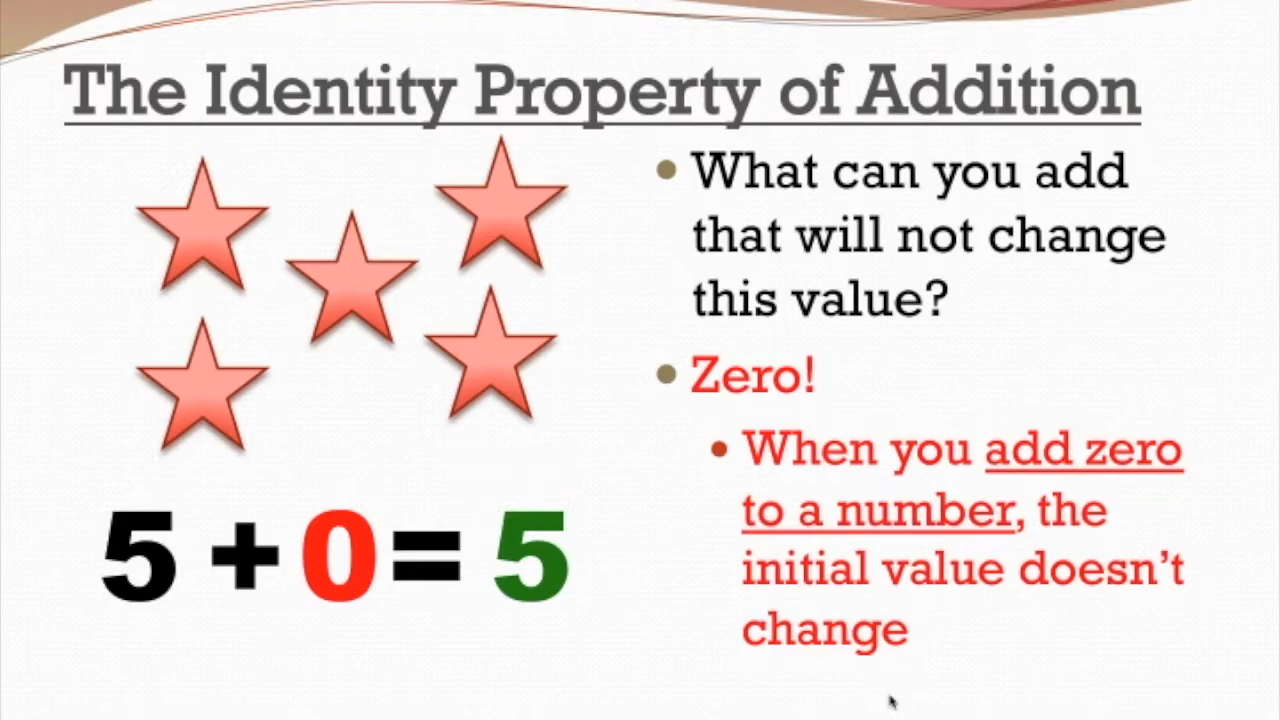 The Identity Property of Addition
What can you add
that will not change
this value?
Zero!
When you add zero
to a number, the
initial value doesn’t
change
5 + 0 = 5